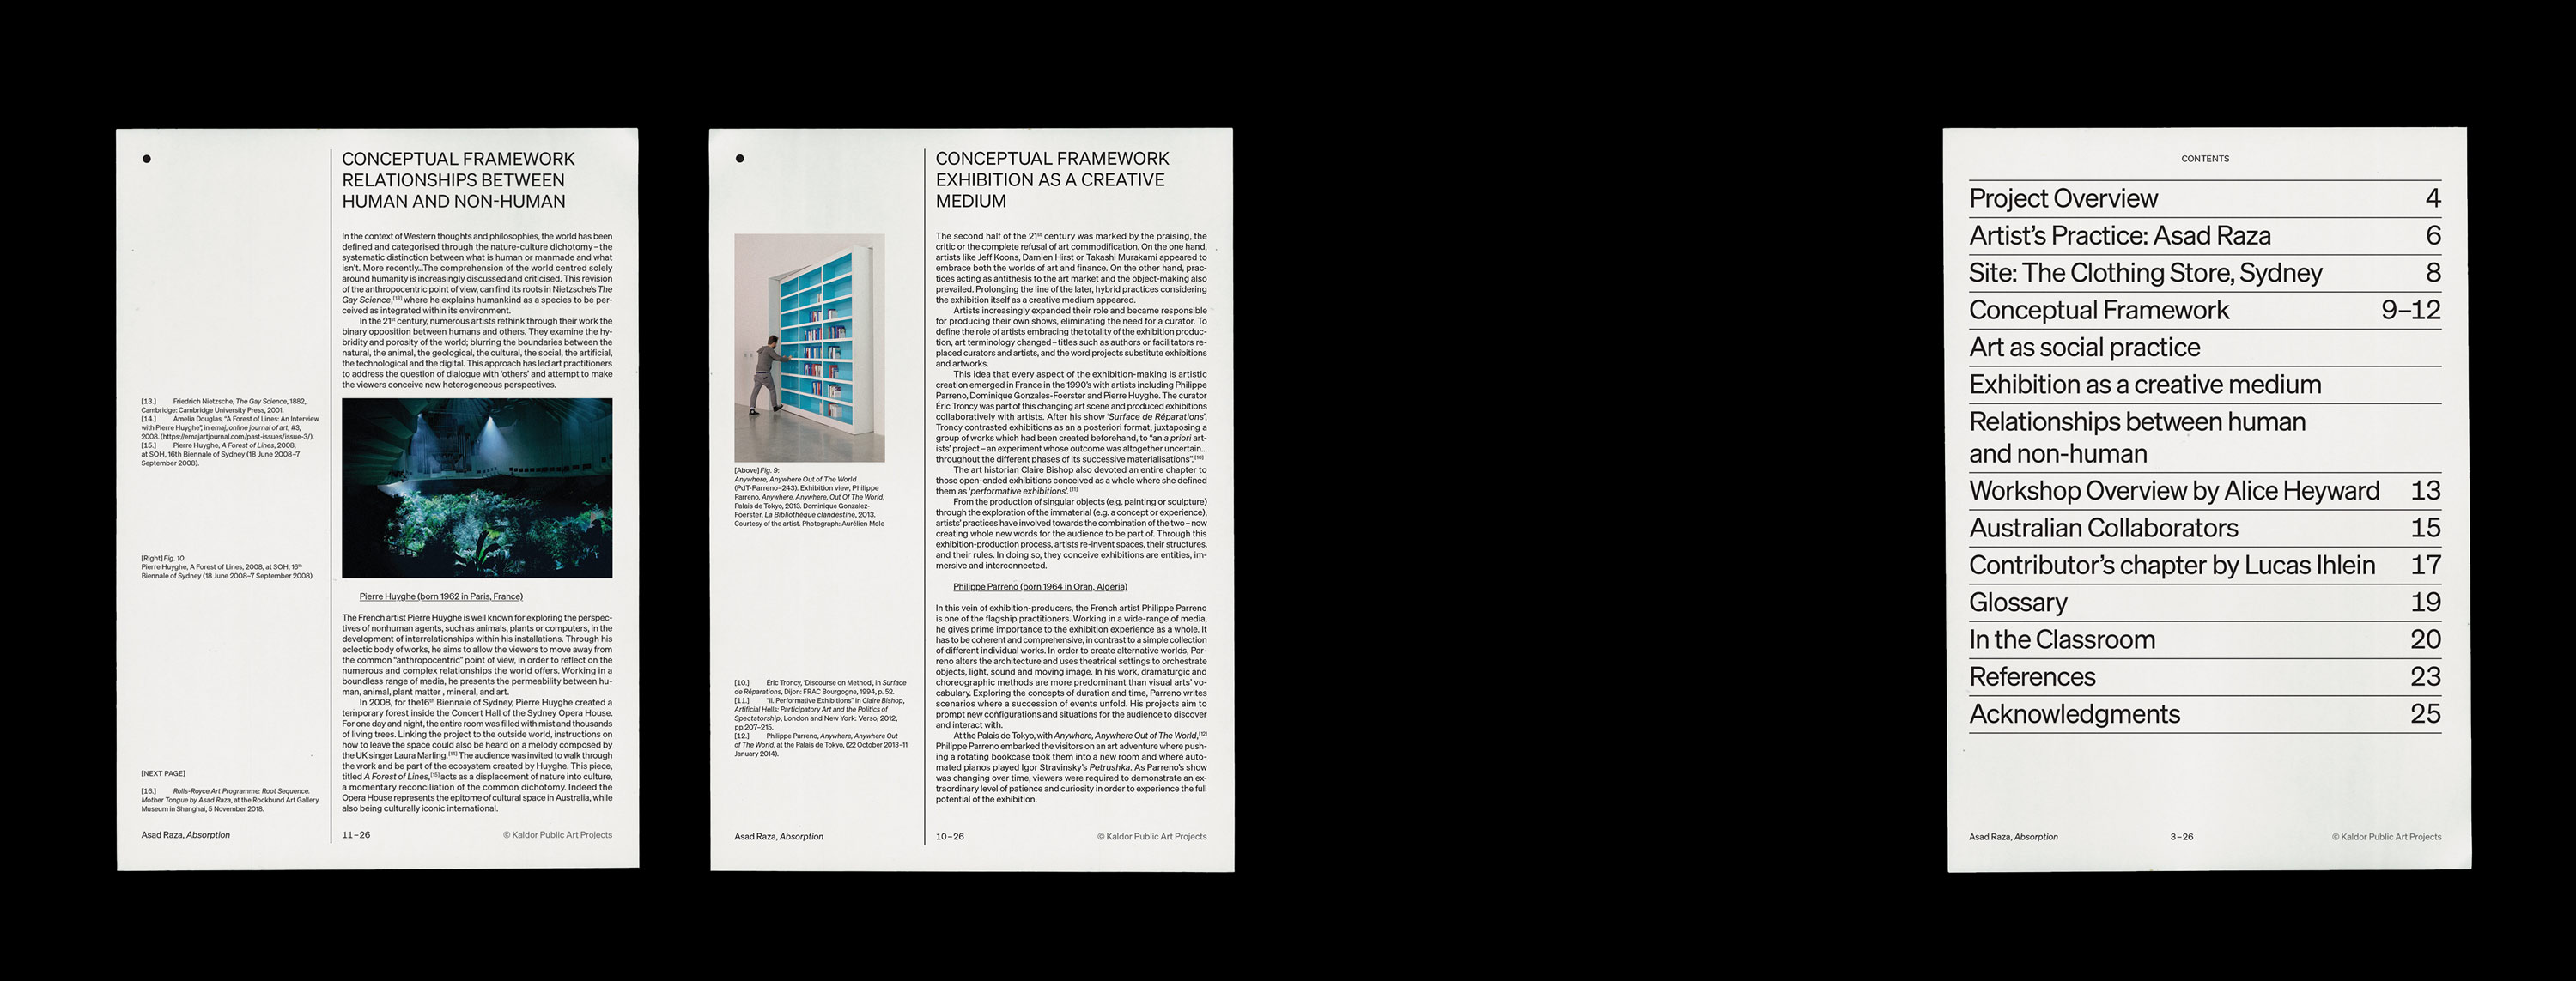 CONCEPTUAL FRAMEWORK
RELATIONSHIPS BETWEEN
HUMAN AND NON-HUMAN
In the context of Western thoughts and philosophies, the world has been
defined and categorised through the nature-culture dichotomy – the
systematic distinction between what is human or manmade and what
isn't. More recently...The comprehension of the world centred solely
around humanity is increasingly discussed and criticised. This revision
of the anthropocentric point of view, can find its roots in Nietzsche's The
Gay Science,[13] where he explains humankind as a species to be per-
ceived as integrated within its environment.
In the 21st century, numerous artists rethink through their work the
binary opposition between humans and others. They examine the hy-
bridity and porosity of the world; blurring the boundaries between the
natural, the animal, the geological, the cultural, the social, the artificial,
the technological and the digital. This approach has led art practitioners
to address the question of dialogue with 'others' and attempt to make
the viewers conceive new heterogeneous perspectives.
[13.] Friedrich Nietzsche, The Gay Science, 1882,
Cambridge: Cambridge University Press, 2001.
[14.] Amelia Douglas, "A Forest of Lines: An Interview
with Pierre Huyghe", in emaj, online journal of art, #3,
2008. (https://emajartjournal.com/past-issues/issue-3/).
[15.] Pierre Huyghe, A Forest of Lines, 2008,
at SOH, 16th Biennale of Sydney (18 June 2008–7
September 2008).
[Right] Fig. 10:
Pierre Huyghe, A Forest of Lines, 2008, at SOH, 16th
Biennale of Sydney (18 June 2008–7 September 2008)
Pierre Huyghe (born 1962 in Paris, France)
The French artist Pierre Huyghe is well known for exploring the perspec-
tives of nonhuman agents, such as animals, plants or computers, in the
development of interrelationships within his installations. Through his
eclectic body of works, he aims to allow the viewers to move away from
the common "anthropocentric" point of view, in order to reflect on the
numerous and complex relationships the world offers. Working in a
boundless range of media, he presents the permeability between hu-
man, animal, plant matter , mineral, and art.
In 2008, for the16th Biennale of Sydney, Pierre Huyghe created a
temporary forest inside the Concert Hall of the Sydney Opera House.
For one day and night, the entire room was filled with mist and thousands
of living trees. Linking the project to the outside world, instructions on
how to leave the space could also be heard on a melody composed by
the UK singer Laura Marling.[14] The audience was invited to walk through
the work and be part of the ecosystem created by Huyghe. This piece,
titled A Forest of Lines,[15] acts as a displacement of nature into culture,
a momentary reconciliation of the common dichotomy. Indeed the
Opera House represents the epitome of cultural space in Australia, while
also being culturally iconic international.
[NEXT PAGE]
[16.] Rolls-Royce Art Programme: Root Sequence.
Mother Tongue by Asad Raza, at the Rockbund Art Gallery
Museum in Shanghai, 5 November 2018.
Asad Raza, Absorption
11–26
© Kaldor Public Art Projects
CONCEPTUAL FRAMEWORK
EXHIBITION AS A CREATIVE
MEDIUM
The second half of the 21st century was marked by the praising, the
critic or the complete refusal of art commodification. On the one hand,
artists like Jeff Koons, Damien Hirst or Takashi Murakami appeared to
embrace both the worlds of art and finance. On the other hand, prac-
tices acting as antithesis to the art market and the object-making also
prevailed. Prolonging the line of the later, hybrid practices considering
the exhibition itself as a creative medium appeared.
Artists increasingly expanded their role and became responsible
for producing their own shows, eliminating the need for a curator. To
define the role of artists embracing the totality of the exhibition produc-
tion, art terminology changed – titles such as authors or facilitators re-
placed curators and artists, and the word projects substitute exhibitions
and artworks.
This idea that every aspect of the exhibition-making is artistic
creation emerged in France in the 1990's with artists including Philippe
Parreno, Dominique Gonzales-Foerster and Pierre Huyghe. The curator
Éric Troncy was part of this changing art scene and produced exhibitions
collaboratively with artists. After his show 'Surface de Réparations',
Troncy contrasted exhibitions as an a posteriori format, juxtaposing a
group of works which had been created beforehand, to "an a priori art-
ists' project – an experiment whose outcome was altogether uncertain...
throughout the different phases of its successive materialisations".[10]
The art historian Claire Bishop also devoted an entire chapter to
those open-ended exhibitions conceived as a whole where she defined
them as 'performative exhibitions'.[11]
From the production of singular objects (e.g. painting or sculpture)
through the exploration of the immaterial (e.g. a concept or experience),
artists' practices have involved towards the combination of the two – now
creating whole new words for the audience to be part of. Through this
exhibition-production process, artists re-invent spaces, their structures,
and their rules. In doing so, they conceive exhibitions are entities, im-
mersive and interconnected.
[Above] Fig. 9:
Anywhere, Anywhere Out of The World
(PdT-Parreno–243). Exhibition view, Philippe
Parreno, Anywhere, Anywhere, Out Of The World,
Palais de Tokyo, 2013. Dominique Gonzalez-
Foerster, La Bibliothèque clandestine, 2013.
Courtesy of the artist. Photograph: Aurélien Mole
Philippe Parreno (born 1964 in Oran, Algeria)
In this vein of exhibition-producers, the French artist Philippe Parreno
is one of the flagship practitioners. Working in a wide-range of media,
he gives prime importance to the exhibition experience as a whole. It
has to be coherent and comprehensive, in contrast to a simple collection
of different individual works. In order to create alternative worlds, Par-
reno alters the architecture and uses theatrical settings to orchestrate
objects, light, sound and moving image. In his work, dramaturgic and
choreographic methods are more predominant than visual arts' vo-
cabulary. Exploring the concepts of duration and time, Parreno writes
scenarios where a succession of events unfold. His projects aim to
prompt new configurations and situations for the audience to discover
and interact with.
At the Palais de Tokyo, with Anywhere, Anywhere Out of The World,[12]
Philippe Parreno embarked the visitors on an art adventure where push-
ing a rotating bookcase took them into a new room and where auto-
mated pianos played Igor Stravinsky's Petrushka. As Parreno's show
was changing over time, viewers were required to demonstrate an ex-
traordinary level of patience and curiosity in order to experience the full
potential of the exhibition.
[10.] Éric Troncy, 'Discourse on Method', in Surface
de Réparations, Dijon: FRAC Bourgogne, 1994, p. 52.
[11.] "II. Performative Exhibitions" in Claire Bishop,
Artificial Hells: Participatory Art and the Politics of
Spectatorship, London and New York: Verso, 2012,
pp.207–215.
[12.] Philippe Parreno, Anywhere, Anywhere Out
of The World, at the Palais de Tokyo, (22 October 2013–11
January 2014).
Asad Raza, Absorption
10–26
© Kaldor Public Art Projects
CONTENTS
Project Overview 4
Artist's Practice: Asad Raza 6
Site: The Clothing Store, Sydney 8
Conceptual Framework 9–12
Art as social practice
Exhibition as a creative medium
Relationships between human
and non-human
Workshop Overview by Alice Heyward 13
Australian Collaborators 15
Contributor's chapter by Lucas Ihlein 17
Glossary 19
In the Classroom 20
References 23
Acknowledgments 25
Asad Raza, Absorption
3–26
© Kaldor Public Art Projects